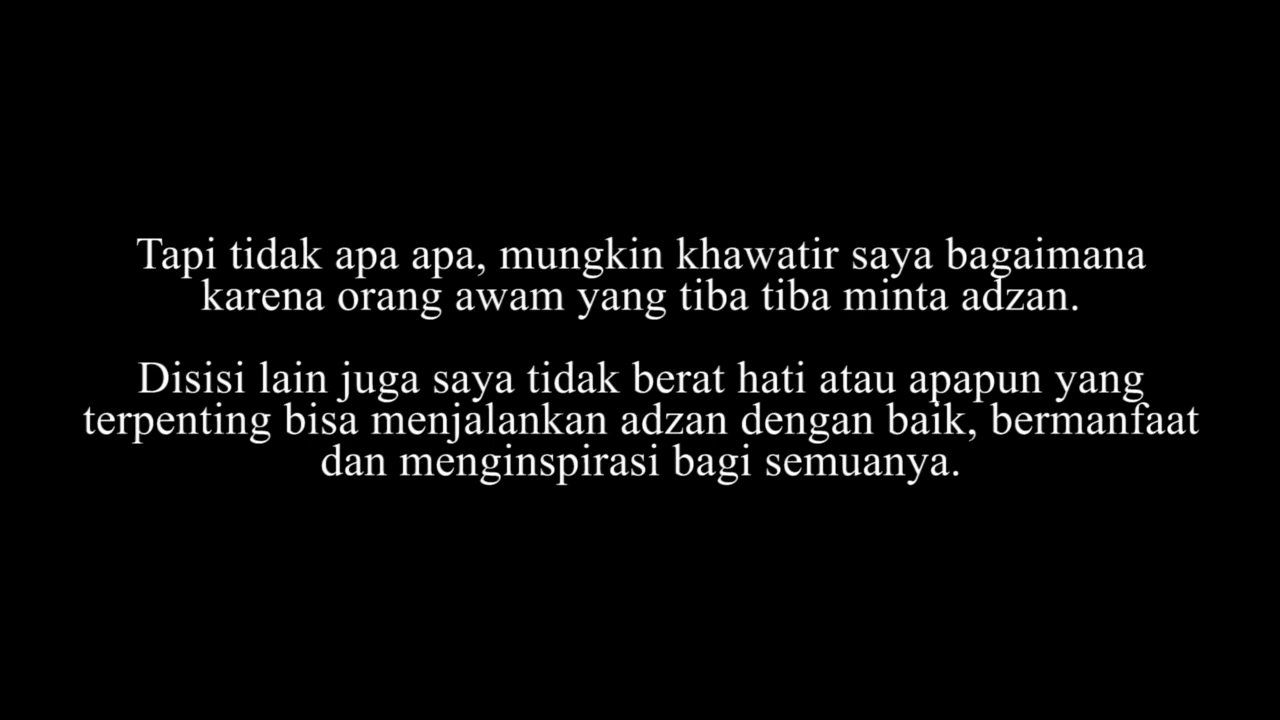 Tapi tidak apa apa, mungkin khawatir saya bagaimana
karena orang awam yang tiba tiba minta adzan.
Disisi lain juga saya tidak berat hati atau apapun yang
terpenting bisa menjalankan adzan dengan baik, bermanfaat
dan menginspirasi bagi semuanya.